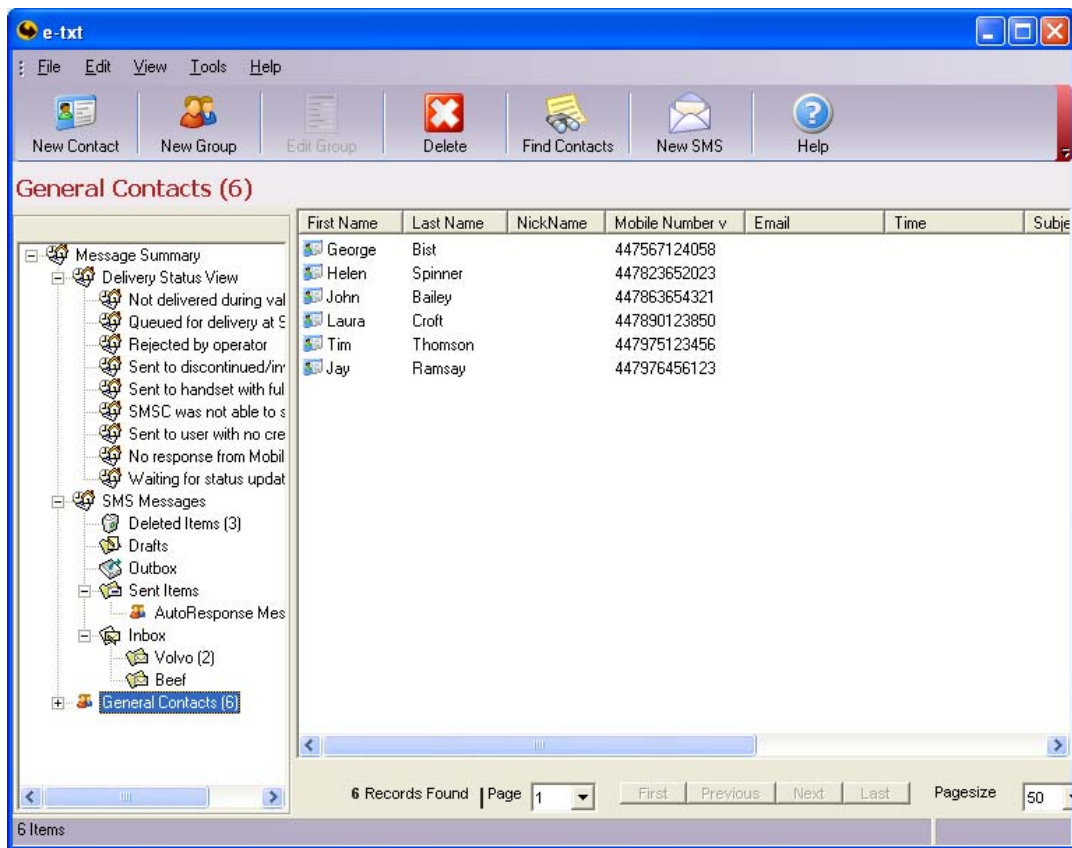 e-txt
File Edit View Tools Help
New Contact New Group Edit Group Delete Find Contacts New SMS Help
General Contacts (6)
First Name Last Name NickName Mobile Number v Email Time Subje
George Bist 447567124058
Helen Spinner 447823652023
John Bailey 447863654321
Laura Croft 447890123850
Tim Thomson 447975123456
Jay Ramsay 447976456123
Message Summary
Delivery Status View
Not delivered during val
Queued for delivery at S
Rejected by operator
Sent to discontinued/in
Sent to handset with ful
SMSC was not able to s
Sent to user with no cre
No response from Mobil
Waiting for status updat
SMS Messages
Deleted Items (3)
Drafts
Outbox
Sent Items
AutoResponse Mes
Inbox
Volvo (2)
Beef
General Contacts (6)
6 Records Found Page 1 First Previous Next Last Pagesize 50
6 Items